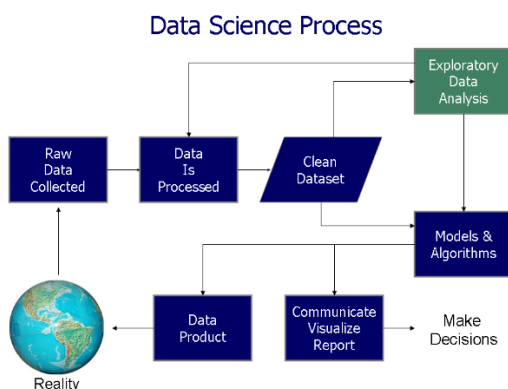 Data Science Process
Exploratory
Data
Analysis
Raw
Data
Collected
Data
Is
Processed
Clean
Dataset
Models &
Algorithms
Data
Product
Communicate
Visualize
Report
Make
Decisions
Reality